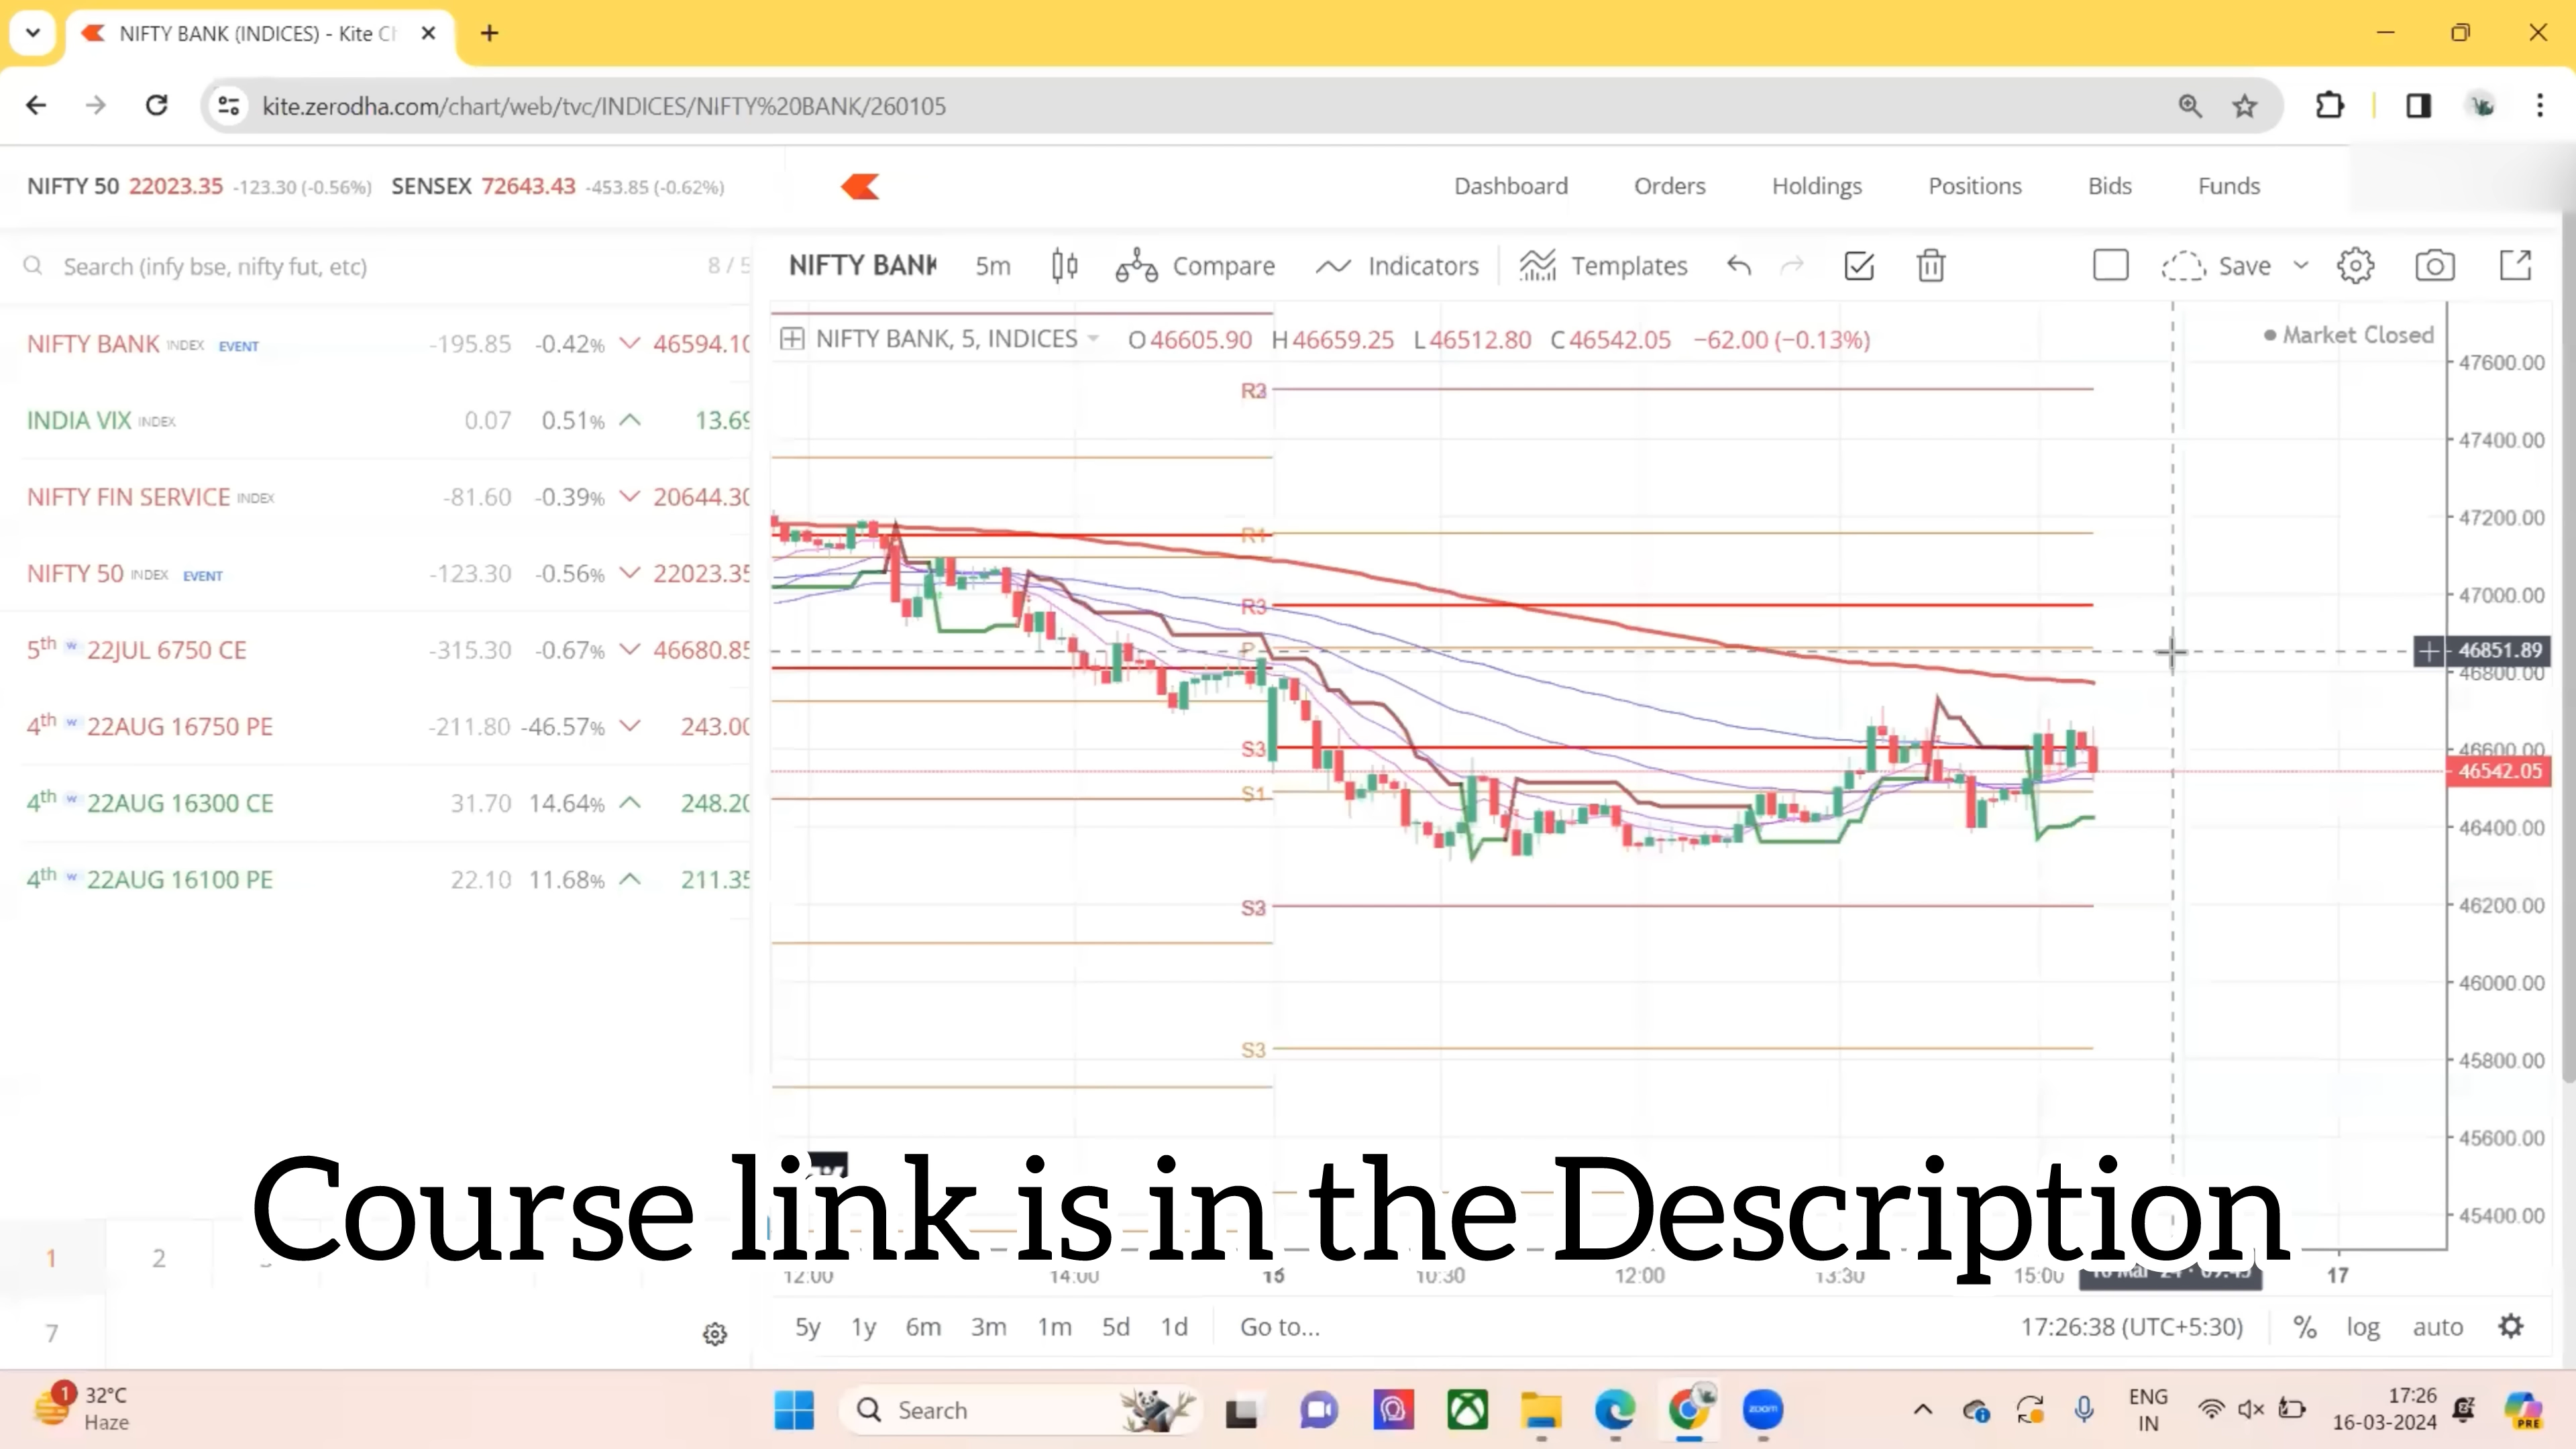 NIFTY BANK (INDICES) - Kite Ch
kite.zerodha.com/chart/web/tvc/INDICES/NIFTY%20BANK/260105
NIFTY 50 22023.35 -123.30 (-0.56%) SENSEX 72643.43 -453.85 (-0.62%)
Dashboard Orders Holdings Positions Bids Funds
Search (infy bse, nifty fut, etc) 8 / 5
NIFTY BANK 5m Compare Indicators Templates Save
NIFTY BANK INDEX EVENT -195.85 -0.42% 46594.10
INDIA VIX INDEX 0.07 0.51% 13.69
NIFTY FIN SERVICE INDEX -81.60 -0.39% 20644.30
NIFTY 50 INDEX EVENT -123.30 -0.56% 22023.35
5th w 22JUL 6750 CE -315.30 -0.67% 46680.85
4th w 22AUG 16750 PE -211.80 -46.57% 243.00
4th w 22AUG 16300 CE 31.70 14.64% 248.20
4th w 22AUG 16100 PE 22.10 11.68% 211.35
NIFTY BANK, 5, INDICES O46605.90 H46659.25 L46512.80 C46542.05 −62.00 (−0.13%)
Market Closed
R1
R3
P
S3
S1
S3
S3
47600.00
47400.00
47200.00
47000.00
46851.89
46800.00
46600.00
46542.05
46400.00
46200.00
46000.00
45800.00
45600.00
45400.00
Course link is in the Description
1 2
7
12:00 14:00 15 10:30 12:00 13:30 15:00 17
5y 1y 6m 3m 1m 5d 1d Go to...
17:26:38 (UTC+5:30) % log auto
1
32°C
Haze
Search
zoom
ENG
IN
17:26
16-03-2024
PRE